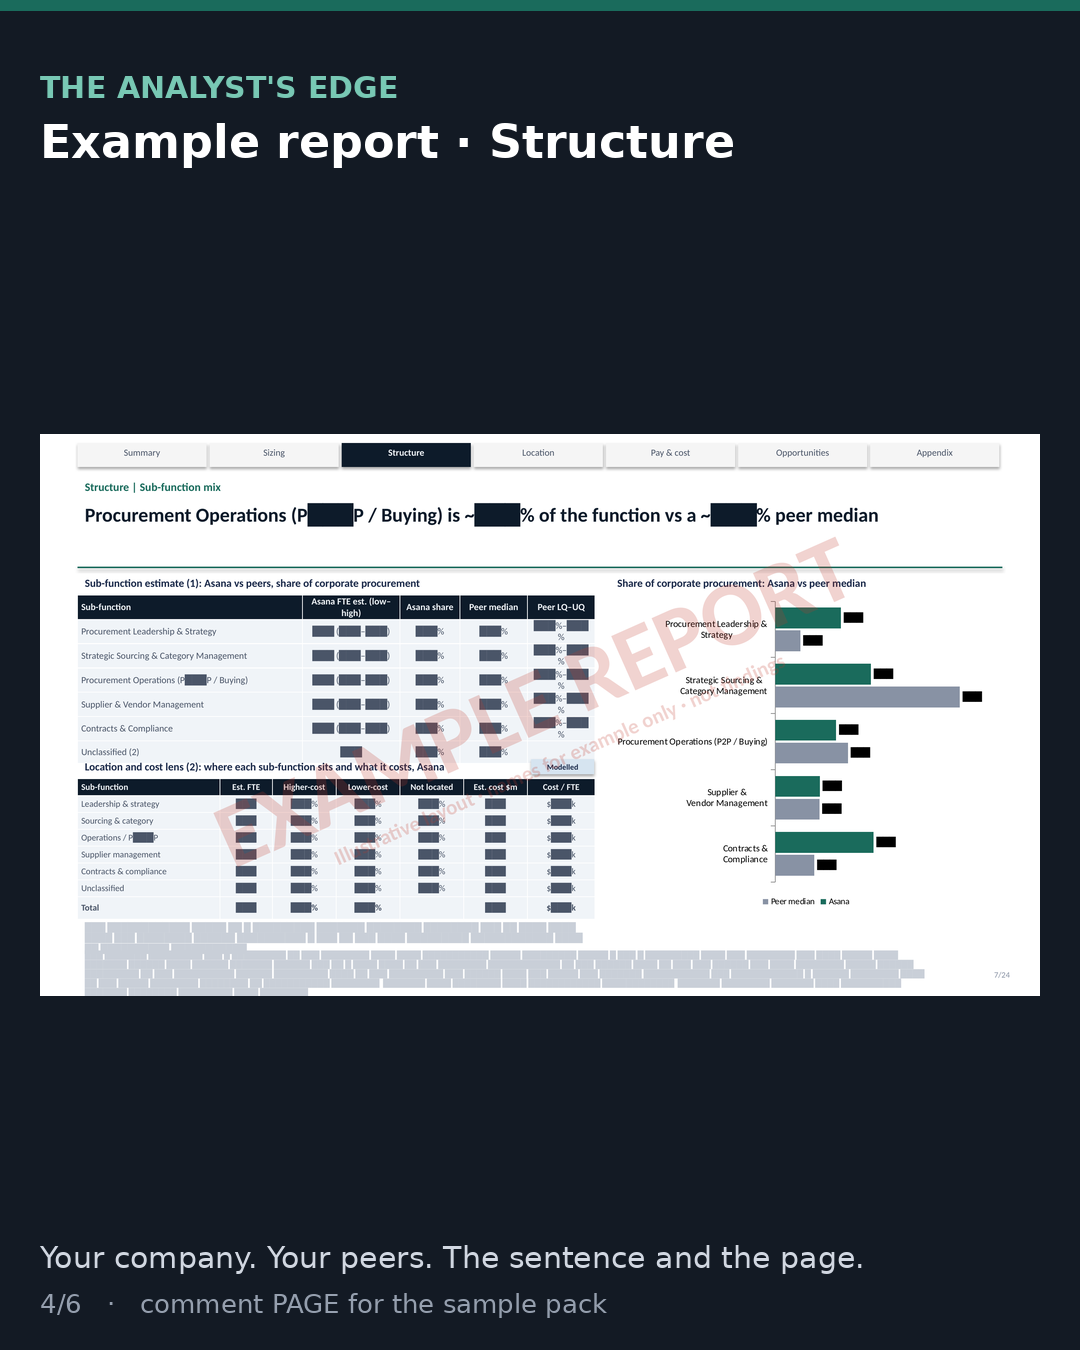 THE ANALYST'S EDGE
Example report · Structure
Summary
Sizing
Structure
Location
Pay & cost
Opportunities
Appendix
Structure | Sub-function mix
Procurement Operations (P P / Buying) is ~ % of the function vs a ~ % peer median
Sub-function estimate (1): Asana vs peers, share of corporate procurement
Sub-function
Asana FTE est. (low–
high)
Asana share
Peer median
Peer LQ–UQ
Procurement Leadership & Strategy ( – ) % % %–
%
Strategic Sourcing & Category Management ( – ) % % %–
%
Procurement Operations (P P / Buying) ( – ) % % %–
%
Supplier & Vendor Management ( – ) % % %–
%
Contracts & Compliance ( – ) % % %–
%
Unclassified (2) % %
Location and cost lens (2): where each sub-function sits and what it costs, Asana
Modelled
Sub-function Est. FTE Higher-cost Lower-cost Not located Est. cost $m Cost / FTE
Leadership & strategy % % % $ k
Sourcing & category % % % $ k
Operations / P P % % % $ k
Supplier management % % % $ k
Contracts & compliance % % % $ k
Unclassified % % % $ k
Total % % $ k
Share of corporate procurement: Asana vs peer median
Procurement Leadership &
Strategy
Strategic Sourcing &
Category Management
Procurement Operations (P2P / Buying)
Supplier &
Vendor Management
Contracts &
Compliance
Peer median
Asana
EXAMPLE REPORT
Illustrative layout · names for example only · not findings
7/24
Your company. Your peers. The sentence and the page.
4/6 · comment PAGE for the sample pack